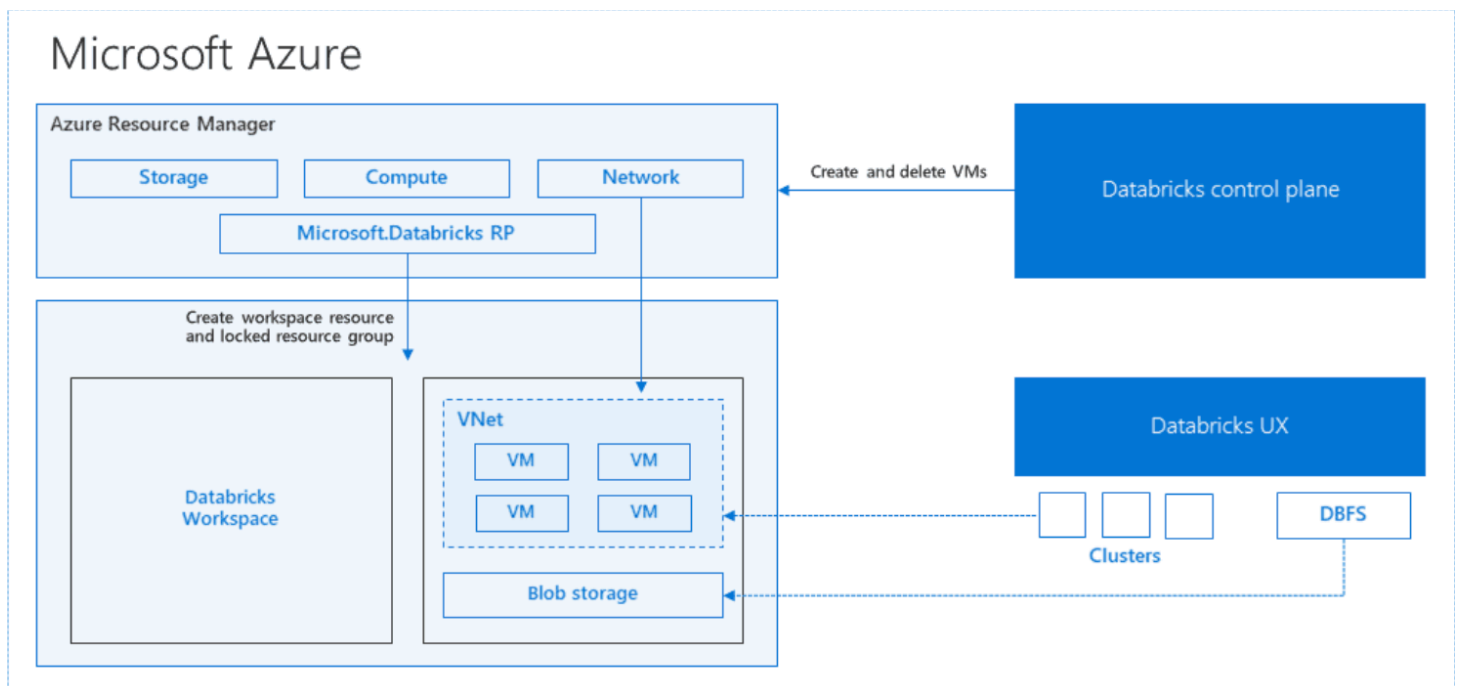 Microsoft Azure
Azure Resource Manager
Storage
Compute
Network
Microsoft.Databricks RP
Create and delete VMs
Databricks control plane
Create workspace resource
and locked resource group
Databricks
Workspace
VNet
VM
VM
VM
VM
Blob storage
Databricks UX
Clusters
DBFS